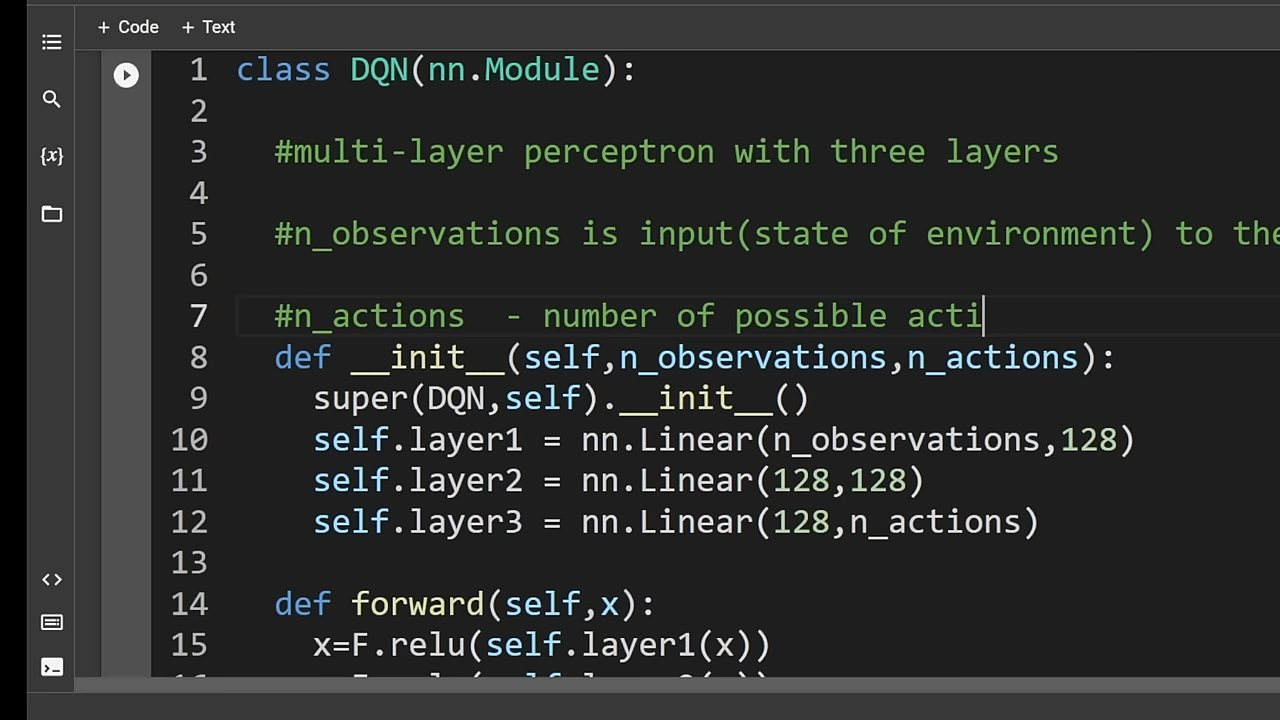 + Code + Text
1 class DQN(nn.Module):
2
3 #multi-layer perceptron with three layers
4
5 #n_observations is input(state of environment) to the
6
7 #n_actions  - number of possible acti
8 def __init__(self,n_observations,n_actions):
9 super(DQN,self).__init__()
10 self.layer1 = nn.Linear(n_observations,128)
11 self.layer2 = nn.Linear(128,128)
12 self.layer3 = nn.Linear(128,n_actions)
13
14 def forward(self,x):
15 x=F.relu(self.layer1(x))